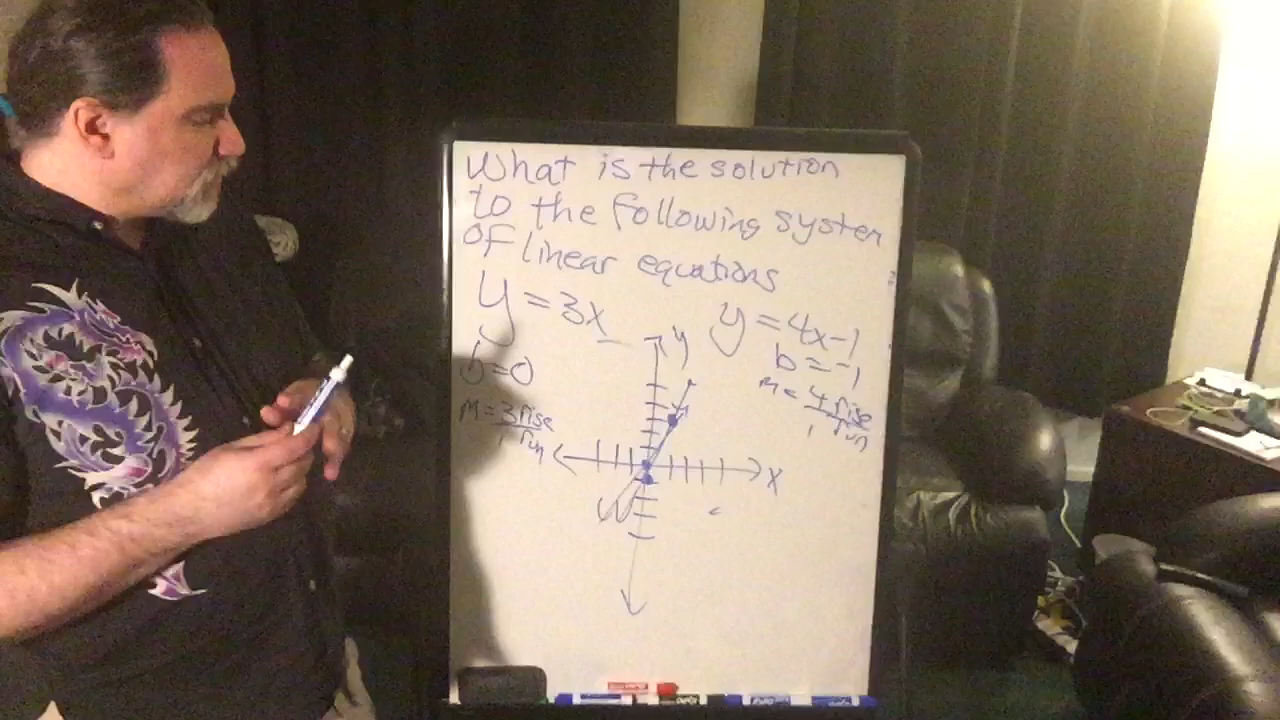 What is the solution
to the following system
of linear equations
y = 3x
y = 4x-1
b=0
b = -1
m = 3 rise
1 run
m = 4 rise
1 run
y
x